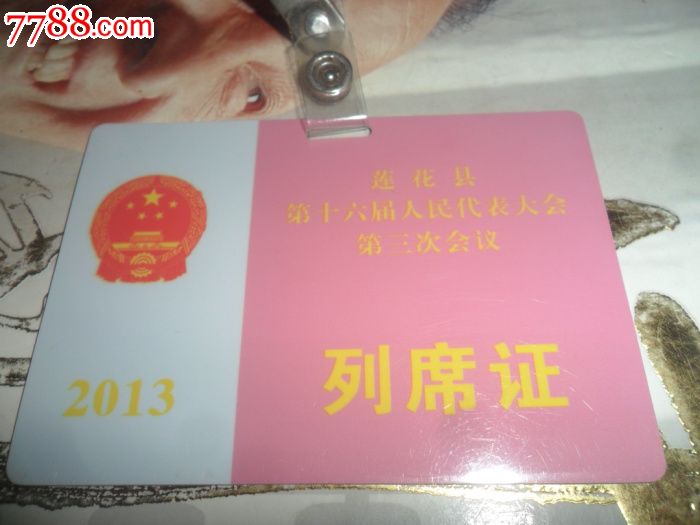 7788.com
莲花县
第十六届人民代表大会
第三次会议
列席证
2013